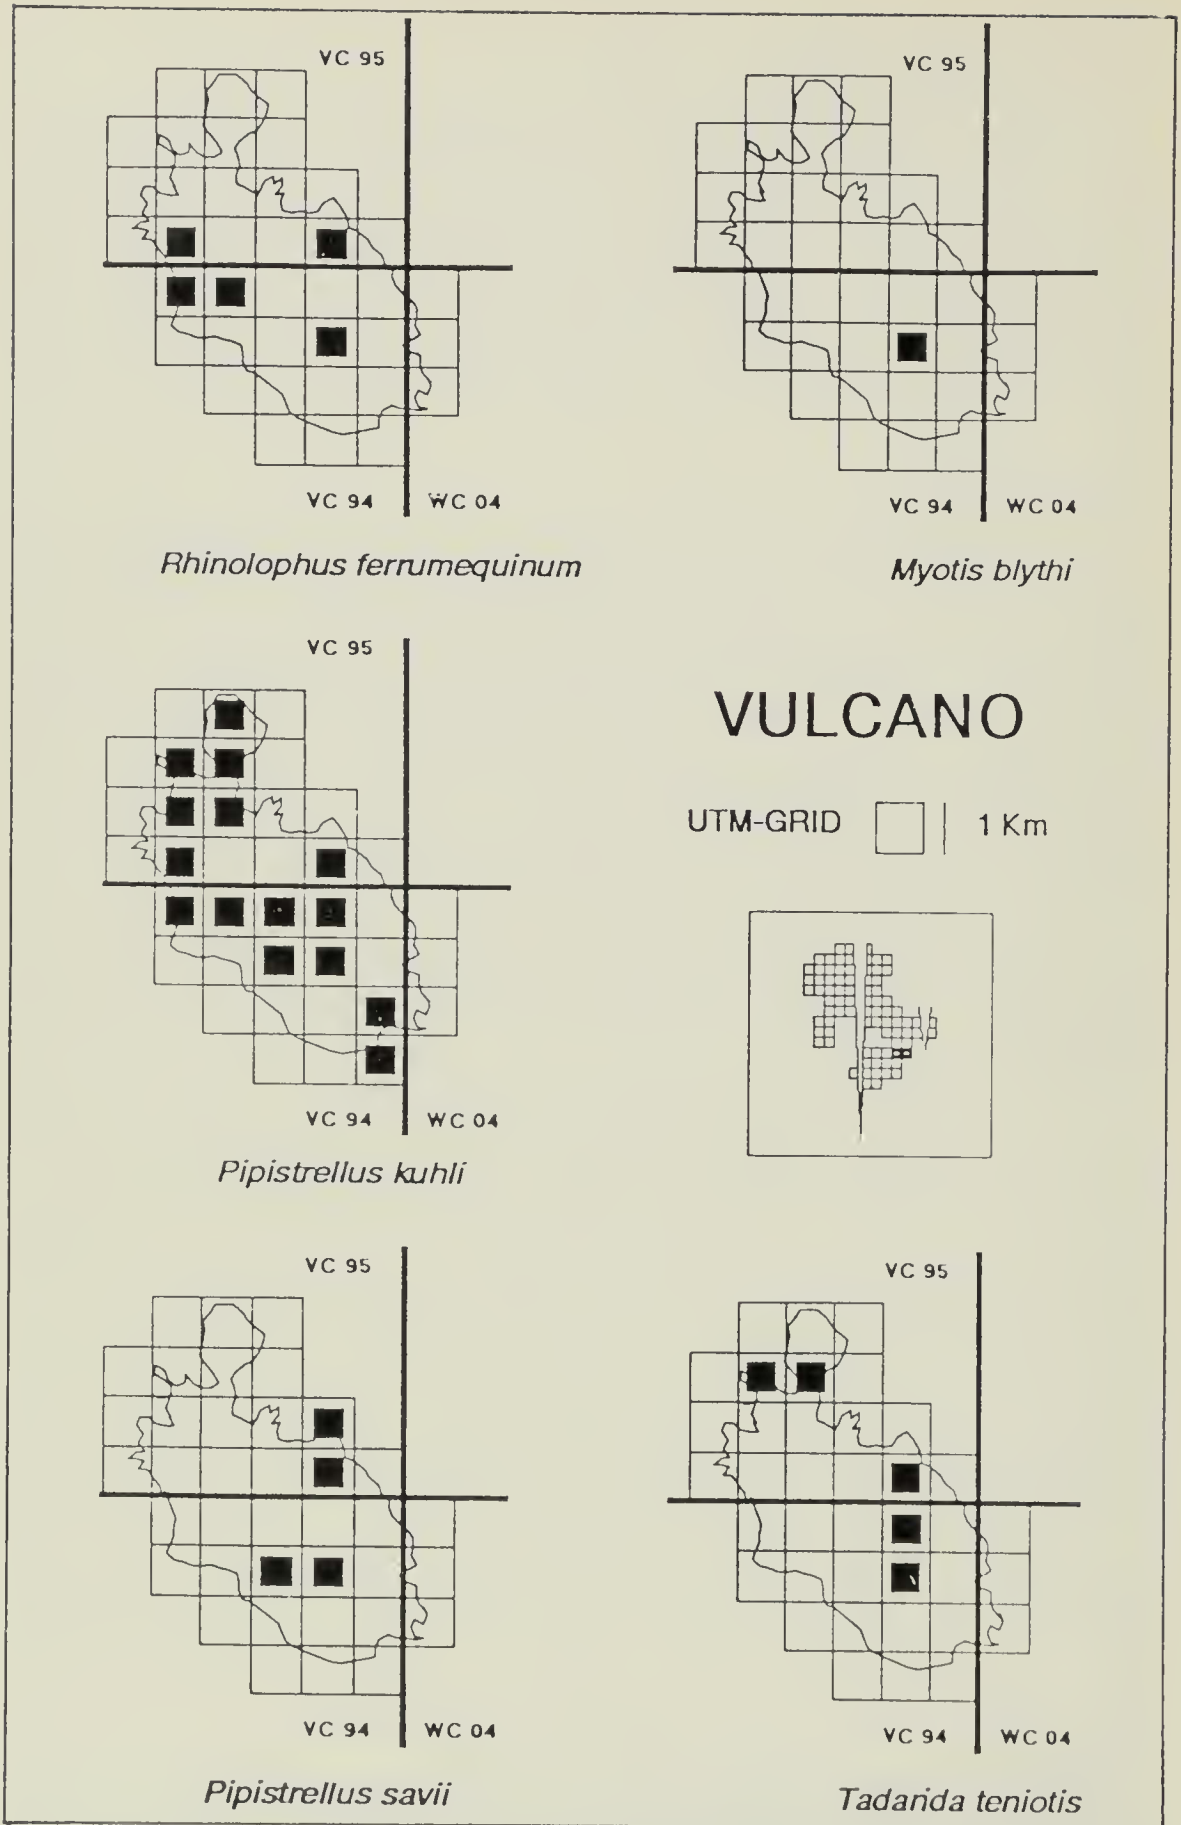 VC 95
VC 95
VC 94 WC 04
VC 94 WC 04
Rhinolophus ferrumequinum
Myotis blythi
VC 95
VULCANO
UTM-GRID 1 Km
VC 94 WC 04
Pipistrellus kuhli
VC 95
VC 95
VC 94 WC 04
VC 94 WC 04
Pipistrellus savii
Tadarida teniotis